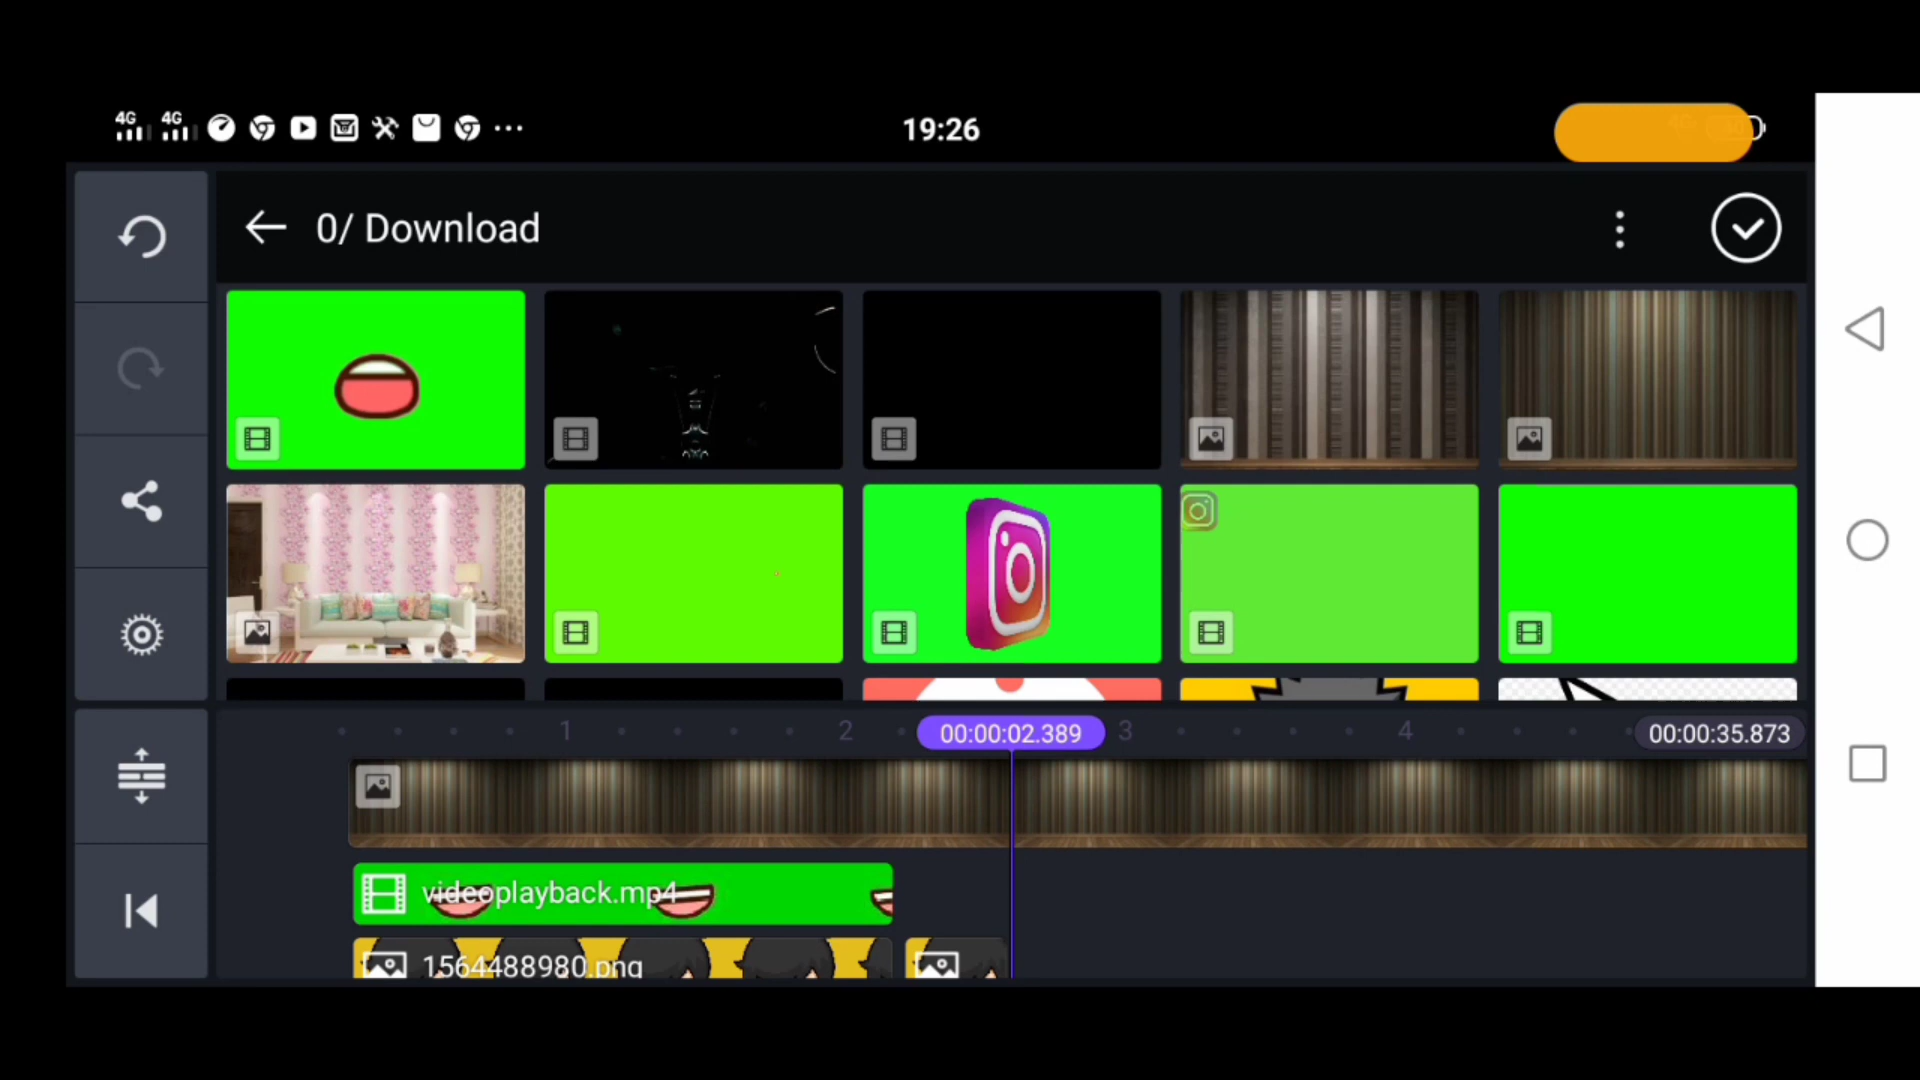 4G 4G 19:26
0/ Download
1 2 00:00:02.389 3 4 00:00:35.873
videoplayback.mp4
1564488980.png